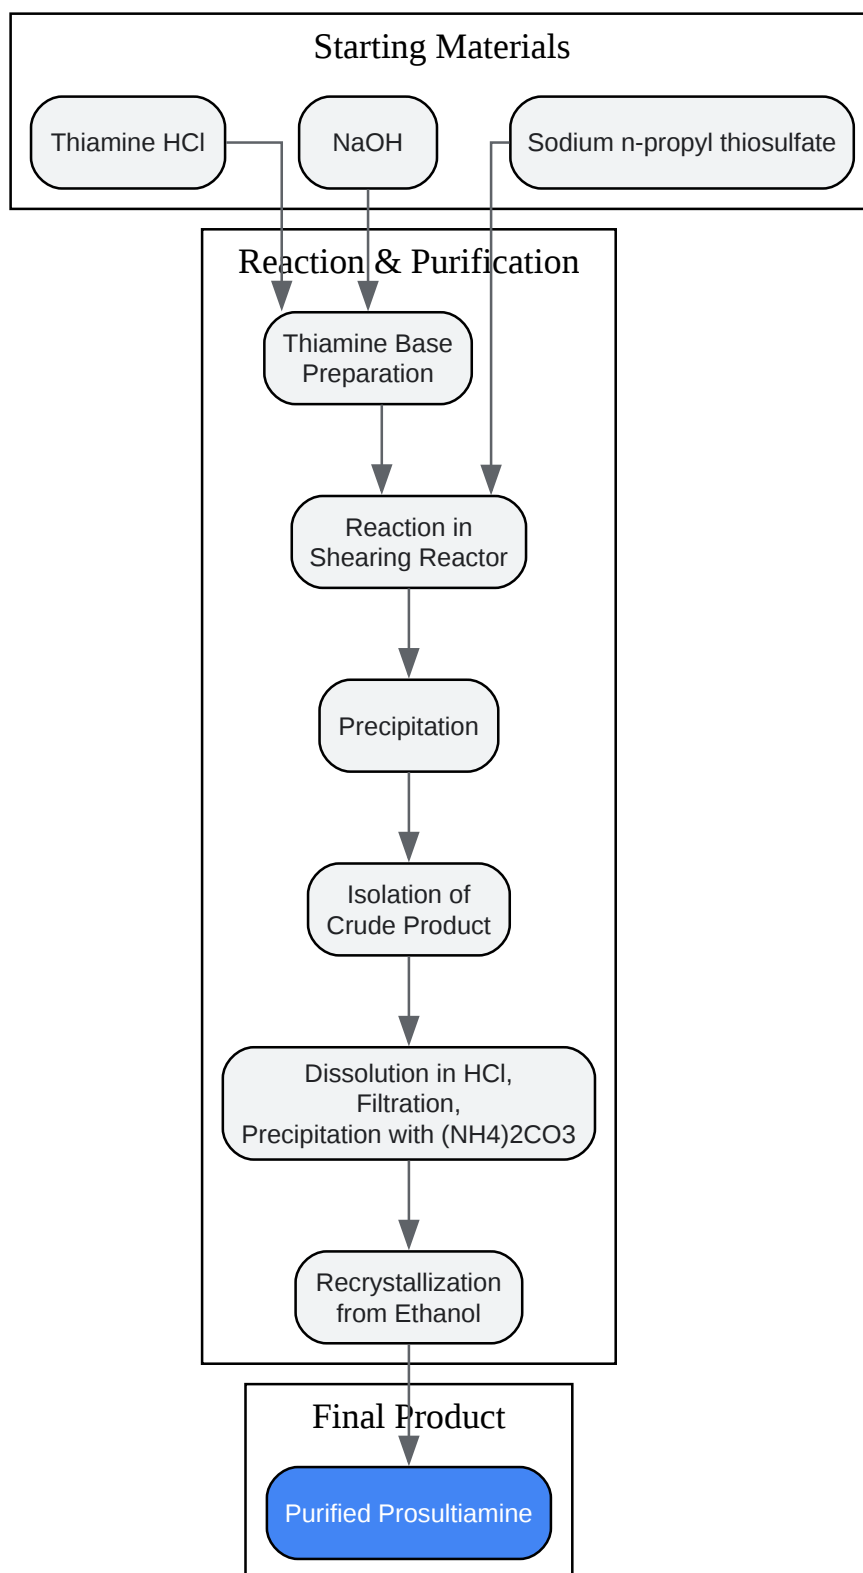 Starting Materials
Thiamine HCl
NaOH
Sodium n-propyl thiosulfate
Reaction & Purification
Thiamine Base
Preparation
Reaction in
Shearing Reactor
Precipitation
Isolation of
Crude Product
Dissolution in HCl,
Filtration,
Precipitation with (NH4)2CO3
Recrystallization
from Ethanol
Final Product
Purified Prosultiamine